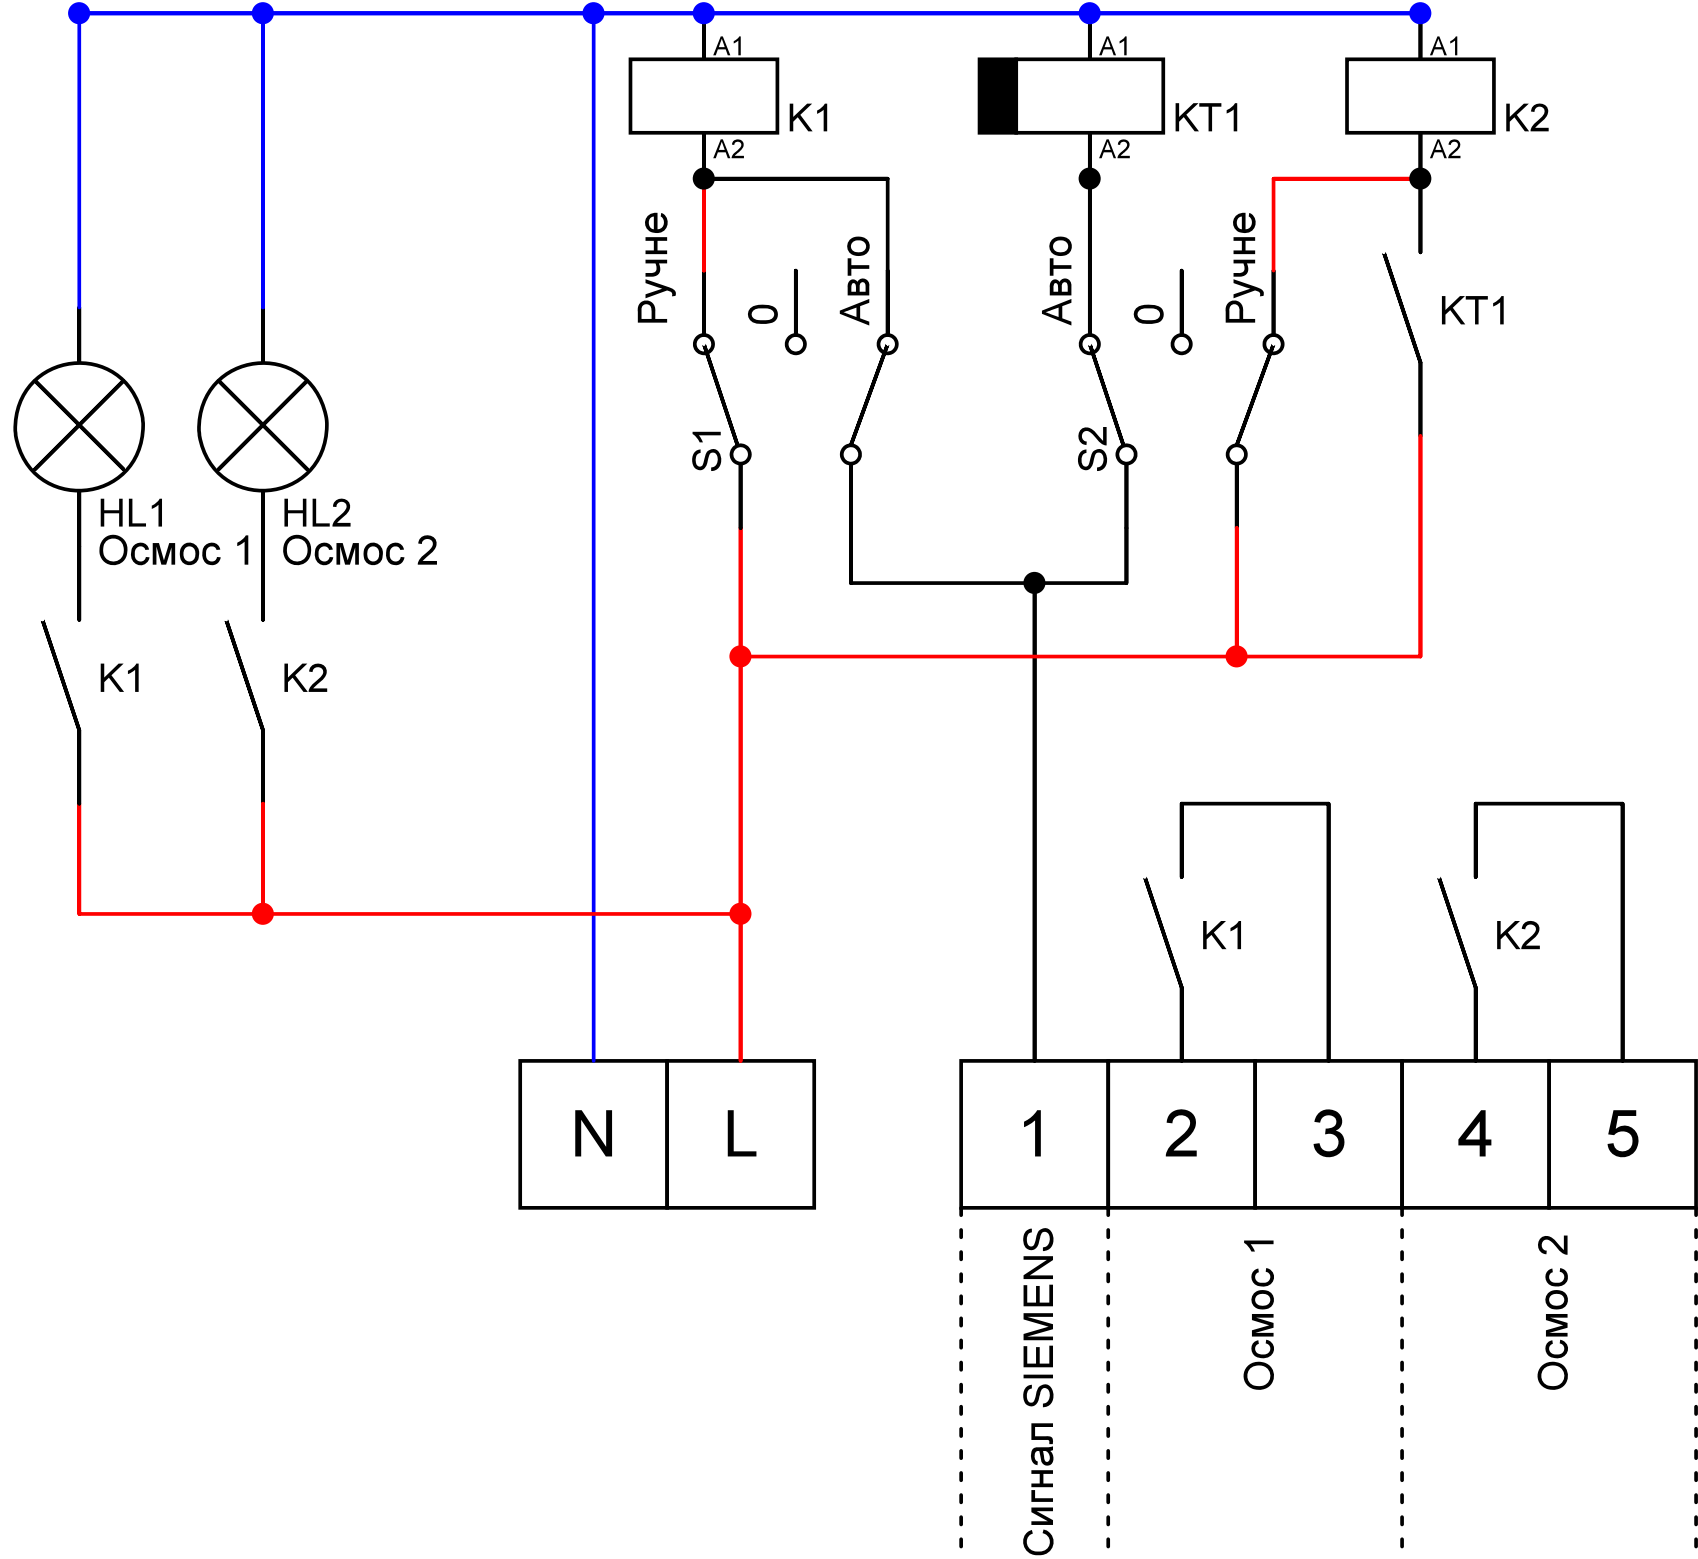 A1
A1
A1
K1
KT1
K2
A2
A2
A2
Ручне
0
Авто
Авто
0
Ручне
KT1
S1
S2
HL1
Осмос 1
HL2
Осмос 2
K1
K2
K1
K2
N
L
1
2
3
4
5
Сигнал SIEMENS
Осмос 1
Осмос 2